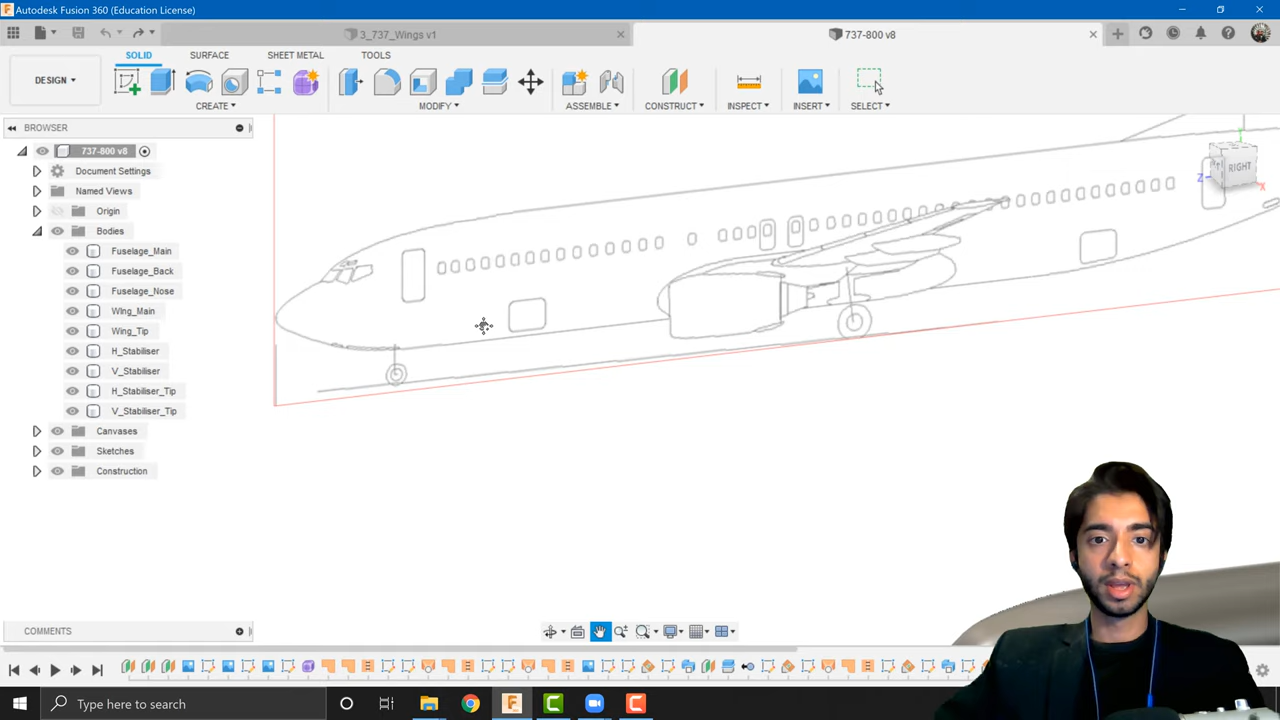 Autodesk Fusion 360 (Education License)
3_737_Wings v1
737-800 v8
DESIGN
SOLID
SURFACE
SHEET METAL
TOOLS
CREATE
MODIFY
ASSEMBLE
CONSTRUCT
INSPECT
INSERT
SELECT
BROWSER
737-800 v8
Document Settings
Named Views
Origin
Bodies
Fuselage_Main
Fuselage_Back
Fuselage_Nose
WIng_Main
Wing_Tip
H_Stabiliser
V_Stabiliser
H_Stabiliser_Tip
V_Stabiliser_Tip
Canvases
Sketches
Construction
Y
Z
RIGHT
X
COMMENTS
Type here to search